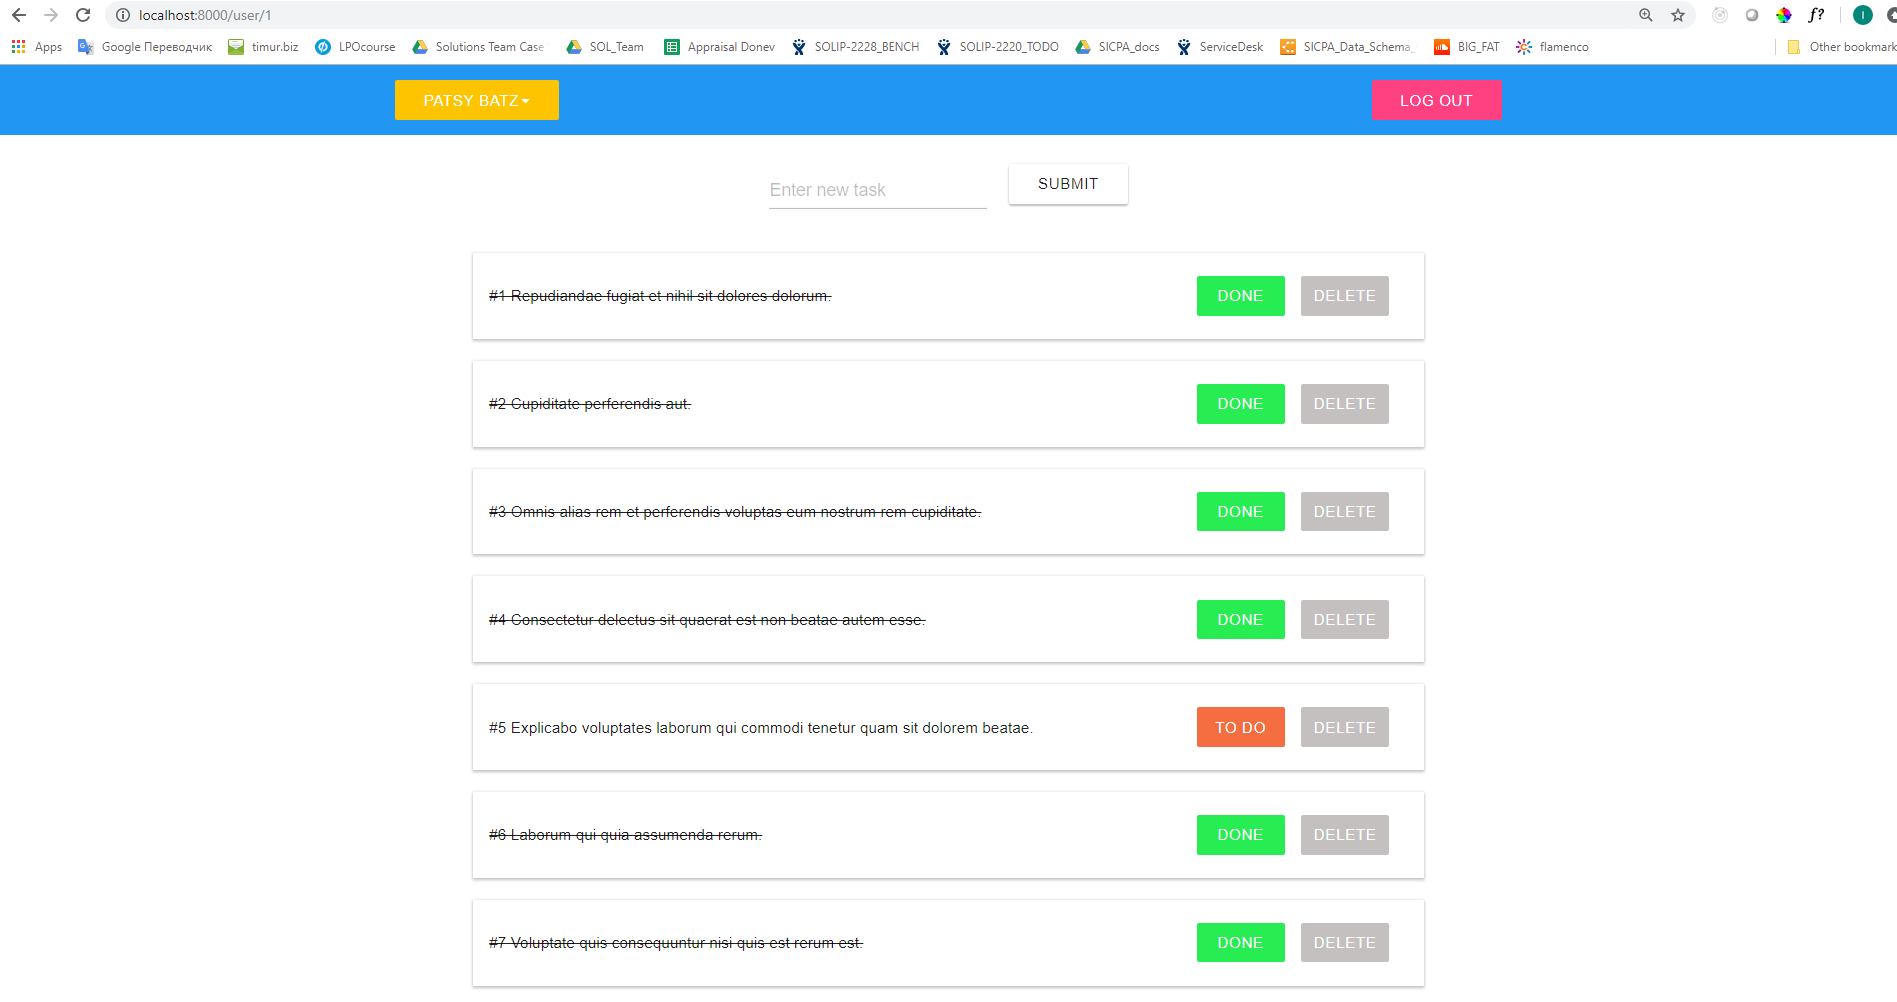 localhost:8000/user/1
f?
I
Apps Google Переводчик timur.biz LPOcourse Solutions Team Case SOL_Team Appraisal Donev SOLIP-2228_BENCH SOLIP-2220_TODO SICPA_docs ServiceDesk SICPA_Data_Schema_ BIG_FAT flamenco Other bookmark
PATSY BATZ LOG OUT
Enter new task SUBMIT
#1 Repudiandae fugiat et nihil sit dolores dolorum. DONE DELETE
#2 Cupiditate perferendis aut. DONE DELETE
#3 Omnis alias rem et perferendis voluptas eum nostrum rem cupiditate. DONE DELETE
#4 Consectetur delectus sit quaerat est non beatae autem esse. DONE DELETE
#5 Explicabo voluptates laborum qui commodi tenetur quam sit dolorem beatae. TO DO DELETE
#6 Laborum qui quia assumenda rerum. DONE DELETE
#7 Voluptate quis consequuntur nisi quis est rerum est. DONE DELETE